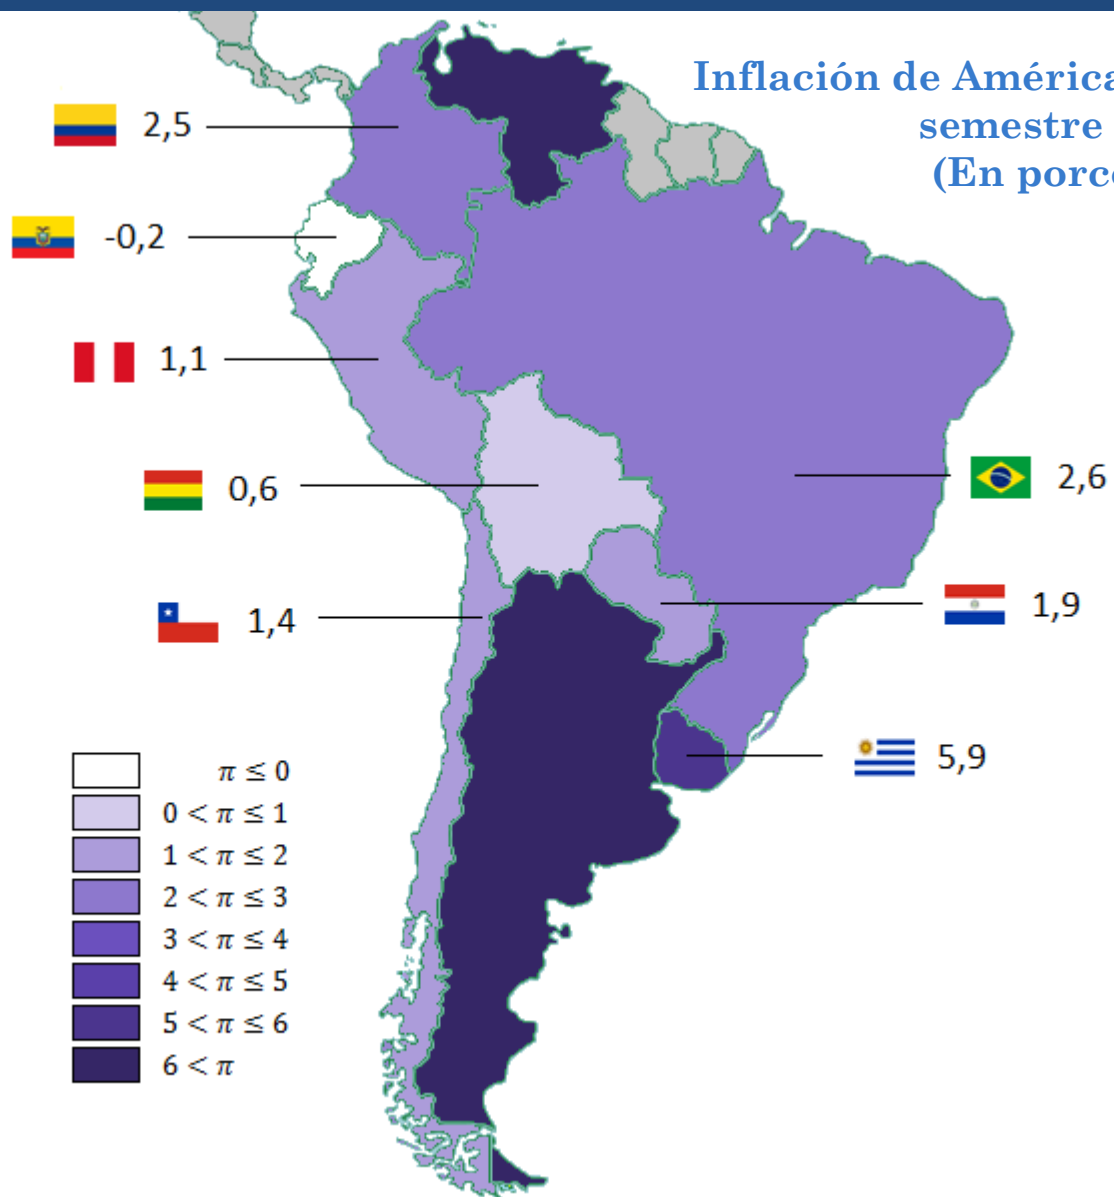 Inflación de América
semestre
(En
2,5
-0,2
1,1
0,6
2,6
1,4
1,9
5,9
π ≤ 0
0 < π ≤ 1
1 < π ≤ 2
2 < π ≤ 3
3 < π ≤ 4
4 < π ≤ 5
5 < π ≤ 6
6 < π